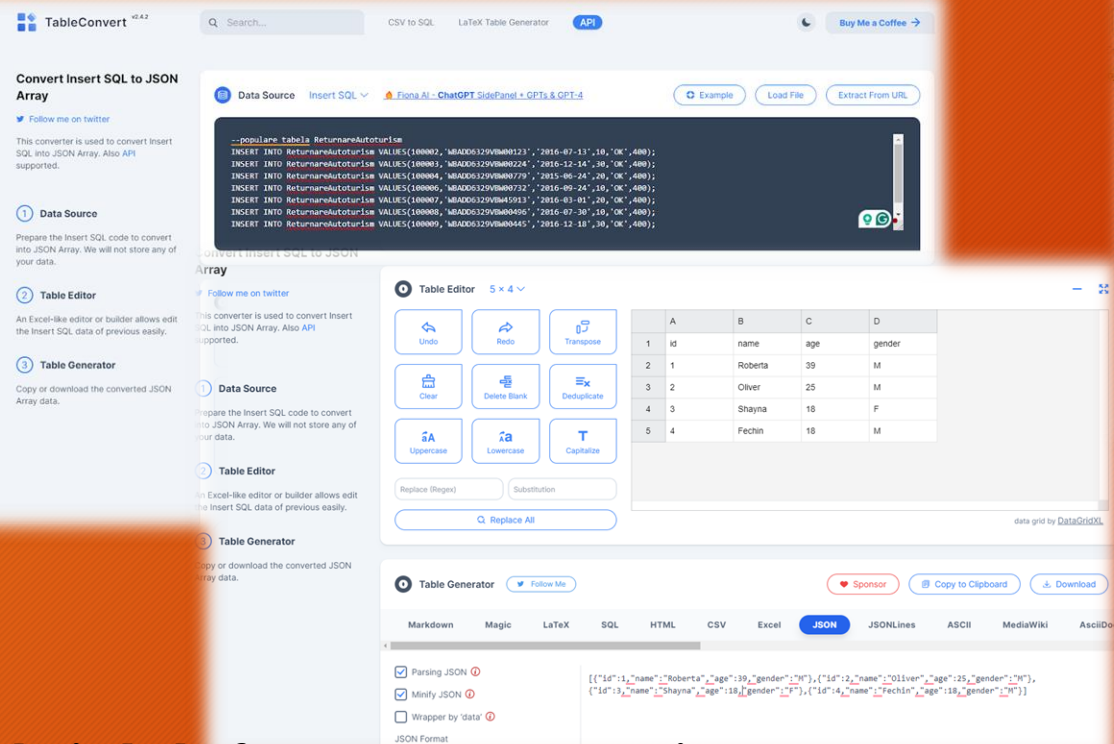 TableConvert v2.4.2
Search...
CSV to SQL LaTeX Table Generator API
Buy Me a Coffee →
Convert Insert SQL to JSON
Array
Follow me on twitter
This converter is used to convert Insert
SQL into JSON Array. Also API
supported.
1 Data Source
Prepare the Insert SQL code to convert
into JSON Array. We will not store any of
your data.
2 Table Editor
An Excel-like editor or builder allows edit
the Insert SQL data of previous easily.
3 Table Generator
Copy or download the converted JSON
Array data.
Data Source Insert SQL Fiona AI - ChatGPT SidePanel + GPTs & GPT-4
Example Load File Extract From URL
--populare tabela ReturnareAutoturism
INSERT INTO ReturnareAutoturism VALUES(100002,'WBADD6329VBW00123','2016-07-13',10,'OK',400);
INSERT INTO ReturnareAutoturism VALUES(100003,'WBADD6329VBW00224','2016-12-14',30,'OK',400);
INSERT INTO ReturnareAutoturism VALUES(100004,'WBADD6329VBW00779','2015-06-24',20,'OK',400);
INSERT INTO ReturnareAutoturism VALUES(100006,'WBADD6329VBW00732','2016-09-24',10,'OK',400);
INSERT INTO ReturnareAutoturism VALUES(100007,'WBADD6329VBW45913','2016-03-01',20,'OK',400);
INSERT INTO ReturnareAutoturism VALUES(100008,'WBADD6329VBW00496','2016-07-30',10,'OK',400);
INSERT INTO ReturnareAutoturism VALUES(100009,'WBADD6329VBW00445','2016-12-18',30,'OK',400);
Convert Insert SQL to JSON
Array
Follow me on twitter
This converter is used to convert Insert
SQL into JSON Array. Also API
supported.
1 Data Source
Prepare the Insert SQL code to convert
into JSON Array. We will not store any of
your data.
2 Table Editor
An Excel-like editor or builder allows edit
the Insert SQL data of previous easily.
3 Table Generator
Copy or download the converted JSON
Array data.
Table Editor 5 × 4
Undo Redo Transpose
Clear Delete Blank Deduplicate
Uppercase Lowercase Capitalize
Replace (Regex) Substitution
Replace All
A B C D
1 id name age gender
2 1 Roberta 39 M
3 2 Oliver 25 M
4 3 Shayna 18 F
5 4 Fechin 18 M
data grid by DataGridXL
Table Generator Follow Me
Sponsor Copy to Clipboard Download
Markdown Magic LaTeX SQL HTML CSV Excel JSON JSONLines ASCII MediaWiki AsciiDo
Parsing JSON
Minify JSON
Wrapper by 'data'
JSON Format
[{"id":1,"name":"Roberta","age":39,"gender":"M"},{"id":2,"name":"Oliver","age":25,"gender":"M"},
{"id":3,"name":"Shayna","age":18,"gender":"F"},{"id":4,"name":"Fechin","age":18,"gender":"M"}]